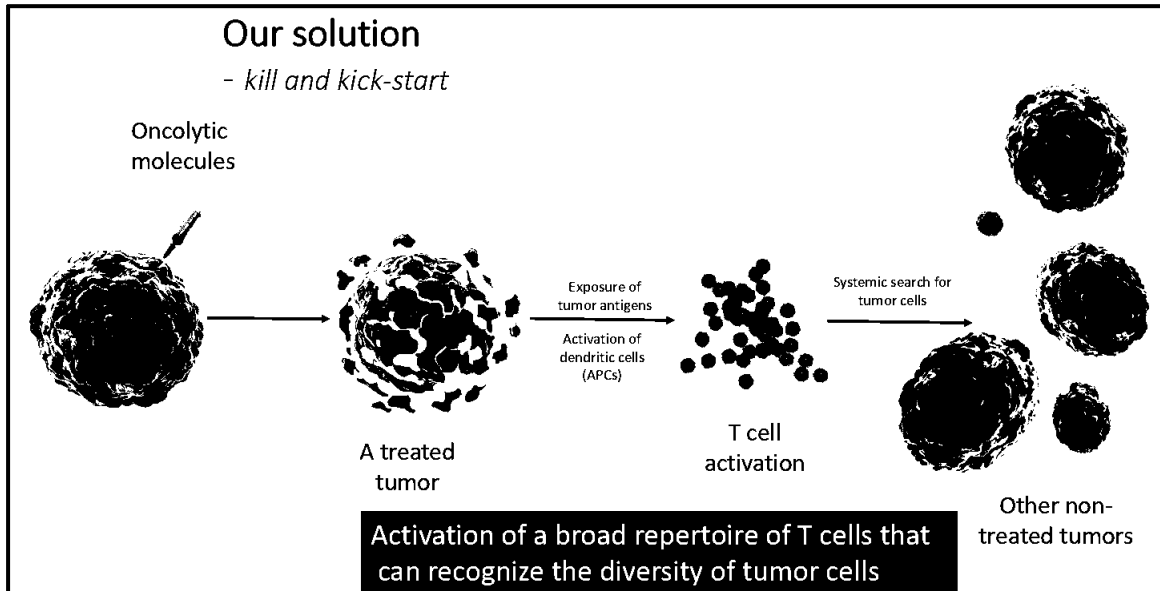 Our solution
- kill and kick-start
Oncolytic
molecules
A treated
tumor
Exposure of
tumor antigens
Activation of
dendritic cells
(APCs)
T cell
activation
Systemic search for
tumor cells
Other non-
treated tumors
Activation of a broad repertoire of T cells that
can recognize the diversity of tumor cells